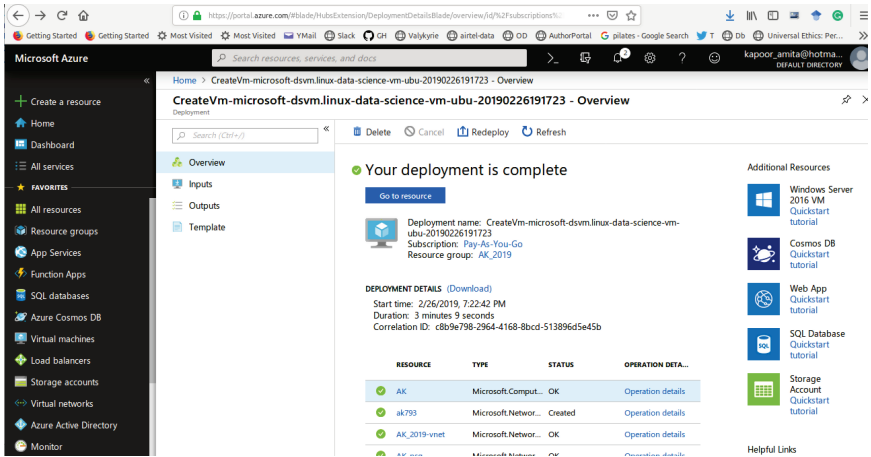 https://portal.azure.com/#blade/HubsExtension/DeploymentDetailsBlade/overview/id/%2Fsubscriptions%2
Getting Started Getting Started Most Visited Most Visited YMail Slack GH Valykyrie airtel-data OD AuthorPortal pilates - Google Search T Db Universal Ethics: Per...
Microsoft Azure
Search resources, services, and docs
2
kapoor_amita@hotma...
DEFAULT DIRECTORY
Create a resource
Home
Dashboard
All services
FAVORITES
All resources
Resource groups
App Services
Function Apps
SQL databases
Azure Cosmos DB
Virtual machines
Load balancers
Storage accounts
Virtual networks
Azure Active Directory
Monitor
Home > CreateVm-microsoft-dsvm.linux-data-science-vm-ubu-20190226191723 - Overview
CreateVm-microsoft-dsvm.linux-data-science-vm-ubu-20190226191723 - Overview
Deployment
Search (Ctrl+/)
Overview
Inputs
Outputs
Template
Delete Cancel Redeploy Refresh
Your deployment is complete
Go to resource
Deployment name: CreateVm-microsoft-dsvm.linux-data-science-vm-
ubu-20190226191723
Subscription: Pay-As-You-Go
Resource group: AK_2019
DEPLOYMENT DETAILS (Download)
Start time: 2/26/2019, 7:22:42 PM
Duration: 3 minutes 9 seconds
Correlation ID: c8b9e798-2964-4168-8bcd-513896d5e45b
RESOURCE TYPE STATUS OPERATION DETA...
AK Microsoft.Comput... OK Operation details
ak793 Microsoft.Networ... Created Operation details
AK_2019-vnet Microsoft.Networ... OK Operation details
AK-nsg Microsoft.Networ... OK Operation details
Additional Resources
Windows Server
2016 VM
Quickstart
tutorial
Cosmos DB
Quickstart
tutorial
Web App
Quickstart
tutorial
SQL
SQL Database
Quickstart
tutorial
Storage
Account
Quickstart
tutorial
Helpful Links